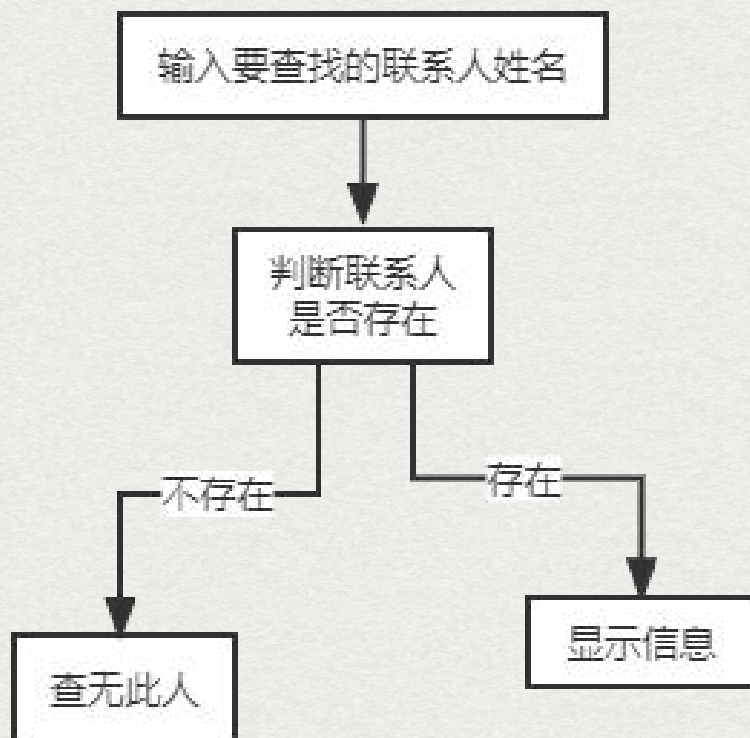 输入要查找的联系人姓名
判断联系人
是否存在
不存在
存在
显示信息
查无此人